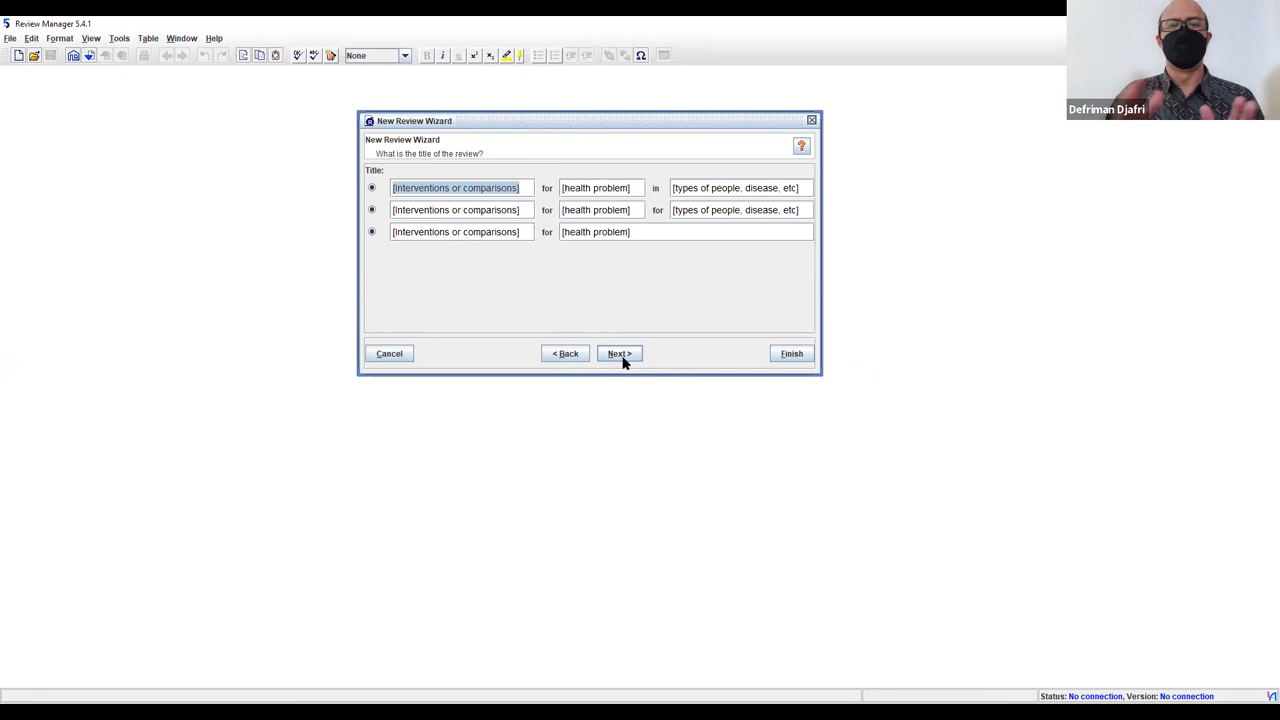 5 Review Manager 5.4.1
File Edit Format View Tools Table Window Help
None B i u x² x₂ Ω
Defriman Djafri
New Review Wizard
New Review Wizard
What is the title of the review?
?
Title:
[interventions or comparisons] for [health problem] in [types of people, disease, etc]
[interventions or comparisons] for [health problem] for [types of people, disease, etc]
[interventions or comparisons] for [health problem]
Cancel < Back Next > Finish
Status: No connection, Version: No connection